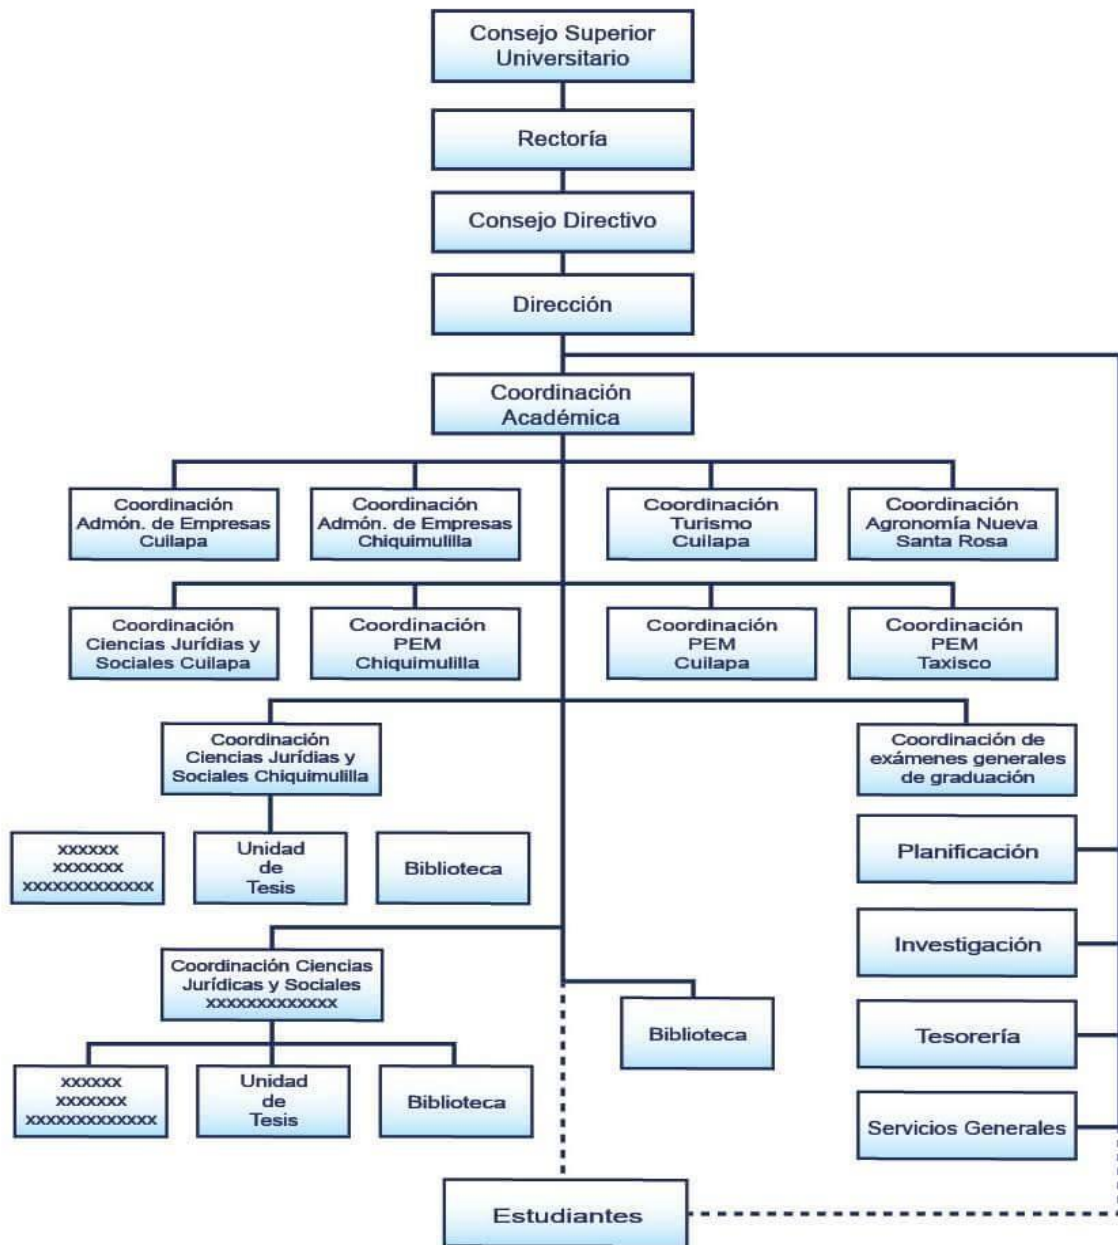 Consejo Superior
Universitario
Rectoría
Consejo Directivo
Dirección
Coordinación
Académica
Coordinación
Admón. de Empresas
Cuilapa
Coordinación
Admón. de Empresas
Chiquimulilla
Coordinación
Turismo
Cuilapa
Coordinación
Agronomía Nueva
Santa Rosa
Coordinación
Ciencias Jurídias y
Sociales Cuilapa
Coordinación
PEM
Chiquimulilla
Coordinación
PEM
Cuilapa
Coordinación
PEM
Taxisco
Coordinación
Ciencias Jurídias y
Sociales Chiquimulilla
Coordinación de
exámenes generales
de graduación
xxxxxx
xxxxxxx
xxxxxxxxxxxxx
Unidad
de
Tesis
Biblioteca
Planificación
Investigación
Coordinación Ciencias
Jurídicas y Sociales
xxxxxxxxxxxxx
Biblioteca
Tesorería
xxxxxx
xxxxxxx
xxxxxxxxxxxxx
Unidad
de
Tesis
Biblioteca
Servicios Generales
Estudiantes